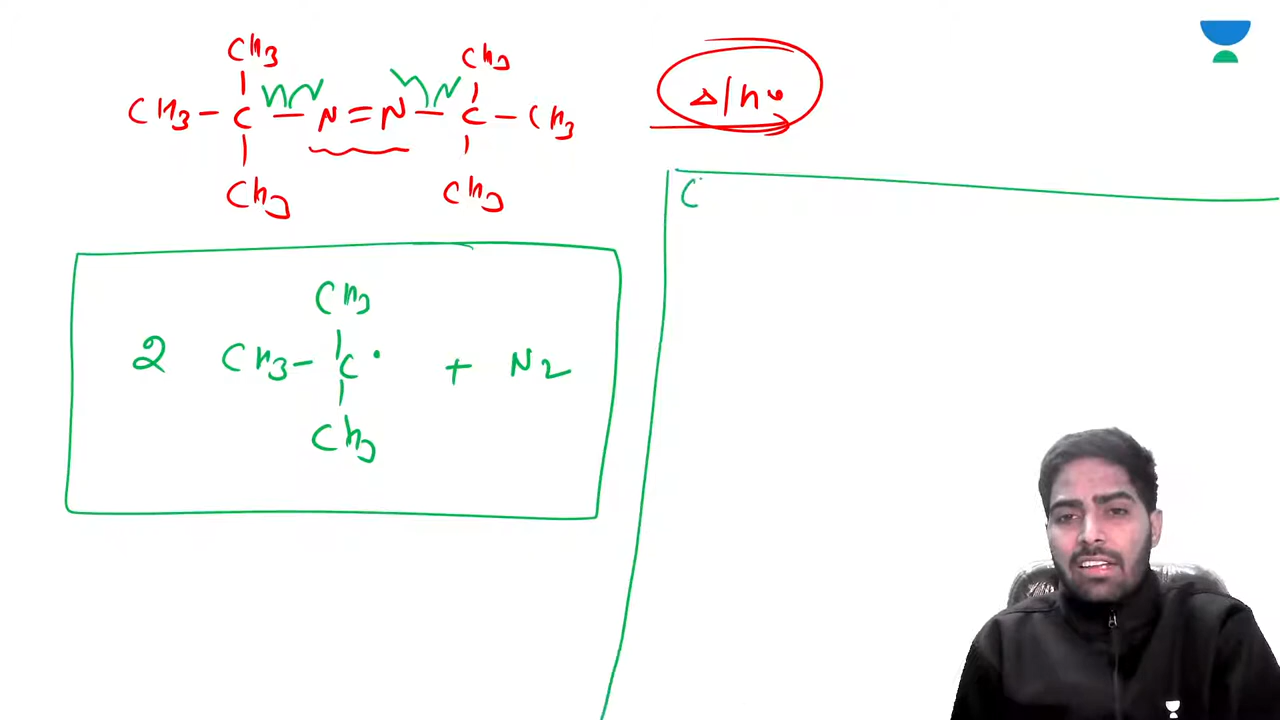 CH3 CH3
CH3-C-N=N-C-CH3 Δ/hν
CH3 CH3
C
CH3
2 CH3-C• + N2
CH3